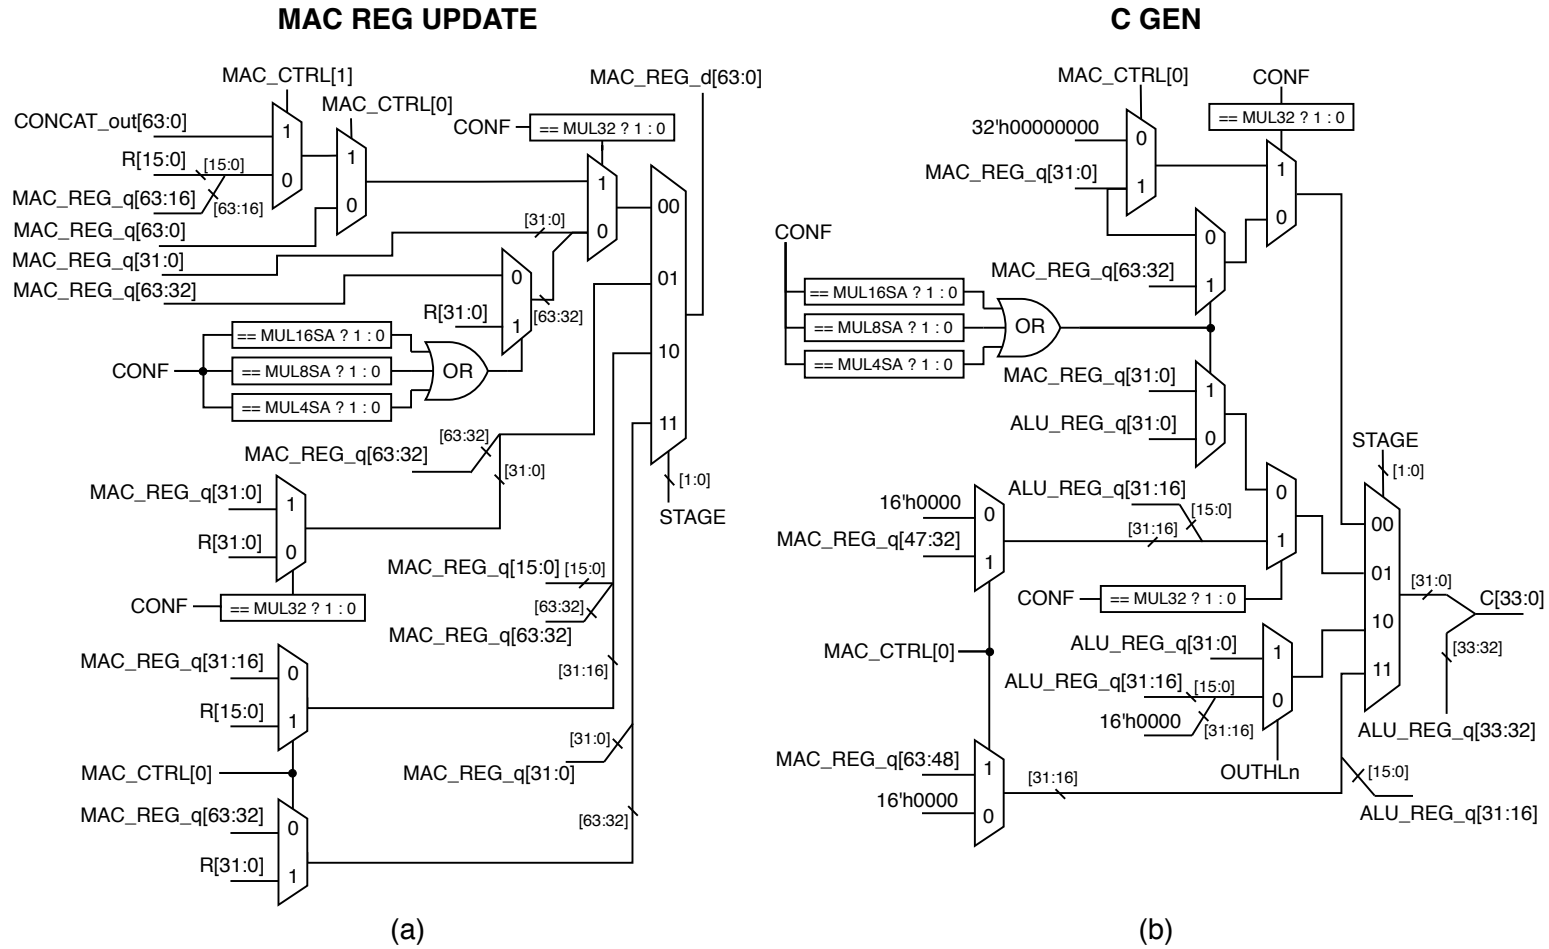 MAC REG UPDATE
MAC_CTRL[1]
MAC_CTRL[0]
MAC_REG_d[63:0]
CONCAT_out[63:0]
1
0
R[15:0]
[15:0]
MAC_REG_q[63:16]
[63:16]
1
0
MAC_REG_q[63:0]
MAC_REG_q[31:0]
MAC_REG_q[63:32]
CONF
== MUL32 ? 1 : 0
1
0
[31:0]
0
1
R[31:0]
[63:32]
00
01
10
11
[1:0]
STAGE
CONF
== MUL16SA ? 1 : 0
== MUL8SA ? 1 : 0
== MUL4SA ? 1 : 0
OR
MAC_REG_q[63:32]
[63:32]
[31:0]
MAC_REG_q[31:0]
1
R[31:0]
0
CONF
== MUL32 ? 1 : 0
MAC_REG_q[15:0]
[15:0]
[63:32]
MAC_REG_q[63:32]
[31:16]
MAC_REG_q[31:16]
0
R[15:0]
1
[31:0]
MAC_REG_q[31:0]
MAC_CTRL[0]
[63:32]
MAC_REG_q[63:32]
0
R[31:0]
1
(a)
C GEN
MAC_CTRL[0]
CONF
== MUL32 ? 1 : 0
32'h00000000
0
MAC_REG_q[31:0]
1
1
0
0
MAC_REG_q[63:32]
1
CONF
== MUL16SA ? 1 : 0
== MUL8SA ? 1 : 0
== MUL4SA ? 1 : 0
OR
MAC_REG_q[31:0]
1
ALU_REG_q[31:0]
0
STAGE
[1:0]
ALU_REG_q[31:16]
[15:0]
16'h0000
0
MAC_REG_q[47:32]
1
[31:16]
0
1
CONF
== MUL32 ? 1 : 0
00
01
10
11
[31:0]
C[33:0]
[33:32]
ALU_REG_q[33:32]
MAC_CTRL[0]
ALU_REG_q[31:0]
1
ALU_REG_q[31:16]
[15:0]
0
16'h0000
[31:16]
OUTHLn
MAC_REG_q[63:48]
1
16'h0000
0
[31:16]
[15:0]
ALU_REG_q[31:16]
(b)